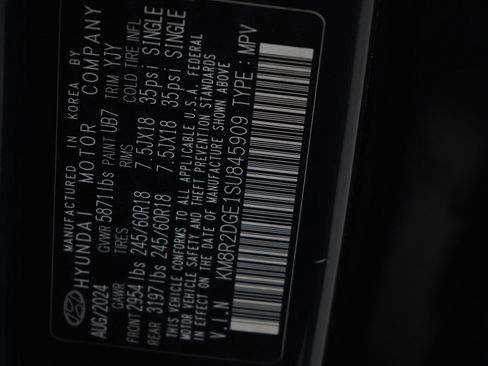 MANUFACTURED IN KOREA BY
HYUNDAI MOTOR COMPANY
AUG/2024 GVWR 5871lbs PAINT UB7 TRIM YJY
GAWR TIRES RIMS COLD TIRE INFL
FRONT 2954 lbs 245/60R18 7.5JX18 35psi SINGLE
REAR 3197 lbs 245/60R18 7.5JX18 35psi SINGLE
THIS VEHICLE CONFORMS TO ALL APPLICABLE U.S.A. FEDERAL
MOTOR VEHICLE SAFETY AND THEFT PREVENTION STANDARDS
IN EFFECT ON THE DATE OF MANUFACTURE SHOWN ABOVE
V.I.N KM8R2DGE1SU845909 TYPE : MPV